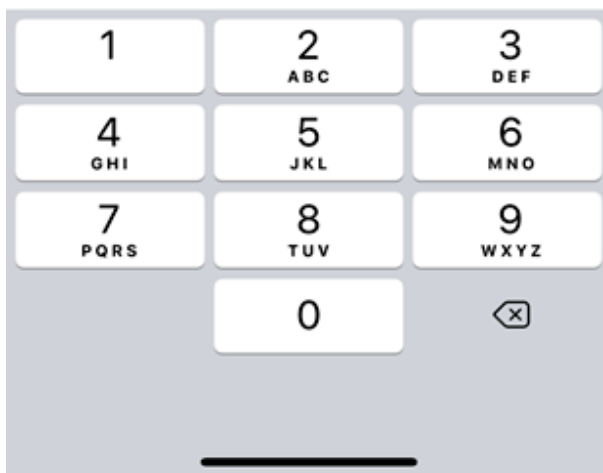 1 2 3
ABC DEF
4 5 6
GHI JKL MNO
7 8 9
PQRS TUV WXYZ
0